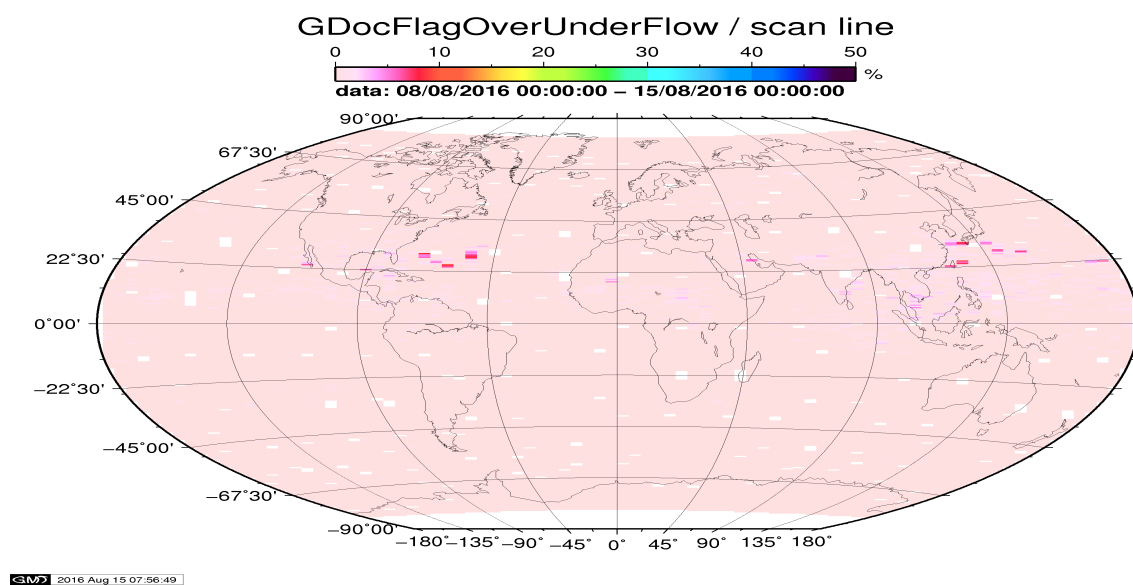 GDocFlagOverUnderFlow / scan line
0 10 20 30 40 50
%
data: 08/08/2016 00:00:00 – 15/08/2016 00:00:00
90˚00'
67˚30'
45˚00'
22˚30'
0˚00'
−22˚30'
−45˚00'
−67˚30'
−90˚00'
−180˚ −135˚ −90˚ −45˚ 0˚ 45˚ 90˚ 135˚ 180˚
GMD 2016 Aug 15 07:56:49